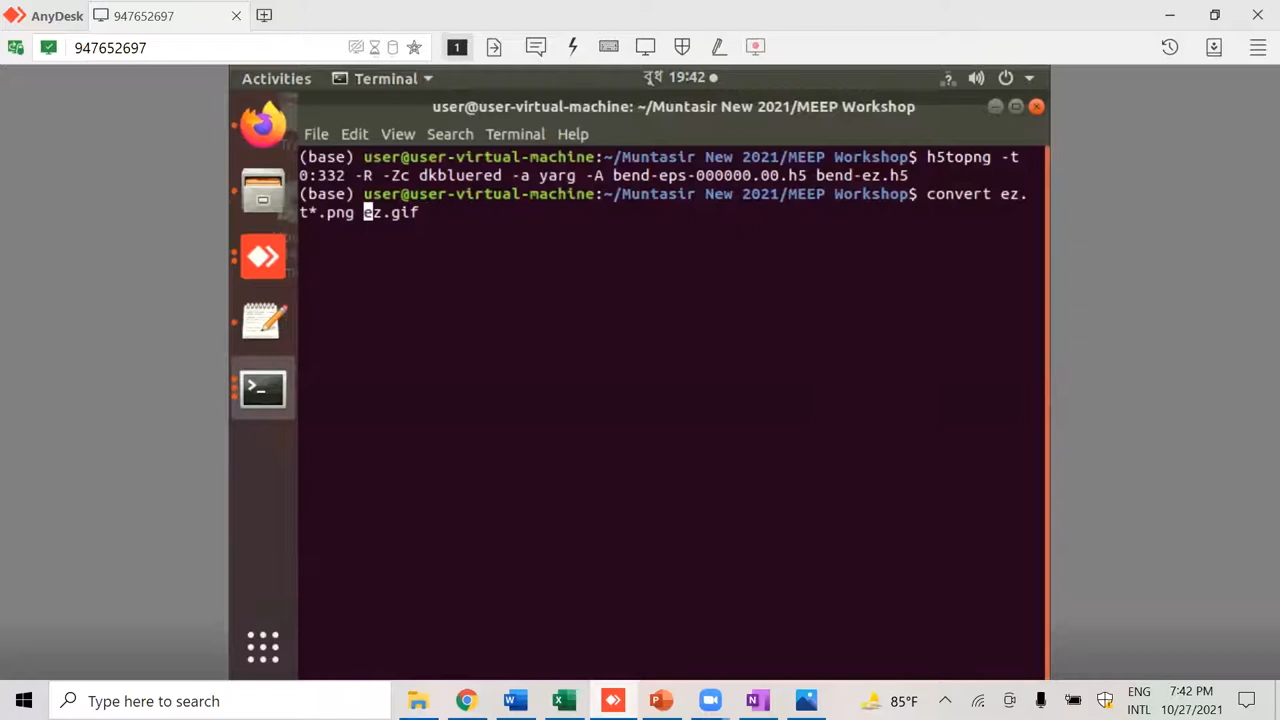 AnyDesk
947652697
947652697
1
Activities
Terminal
বুধ 19:42
?
user@user-virtual-machine: ~/Muntasir New 2021/MEEP Workshop
File Edit View Search Terminal Help
(base) user@user-virtual-machine:~/Muntasir New 2021/MEEP Workshop$ h5topng -t
0:332 -R -Zc dkbluered -a yarg -A bend-eps-000000.00.h5 bend-ez.h5
(base) user@user-virtual-machine:~/Muntasir New 2021/MEEP Workshop$ convert ez.
t*.png ez.gif
Type here to search
85°F
ENG
INTL
7:42 PM
10/27/2021